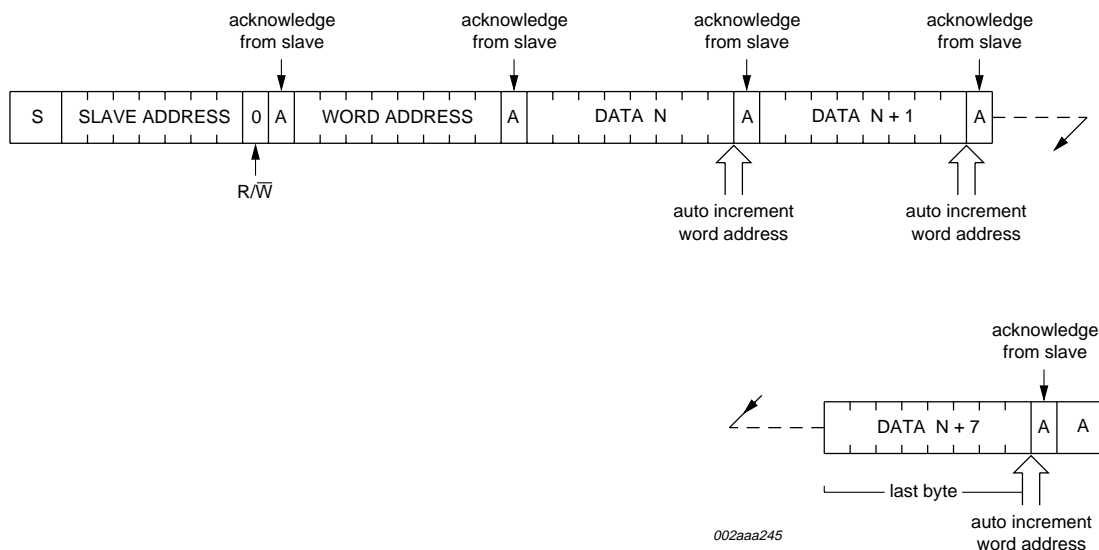 acknowledge
from slave
acknowledge
from slave
acknowledge
from slave
acknowledge
from slave
S SLAVE ADDRESS 0 A WORD ADDRESS A DATA N A DATA N + 1 A
R/W̅
auto increment
word address
auto increment
word address
acknowledge
from slave
DATA N + 7 A A
last byte
auto increment
word address
002aaa245